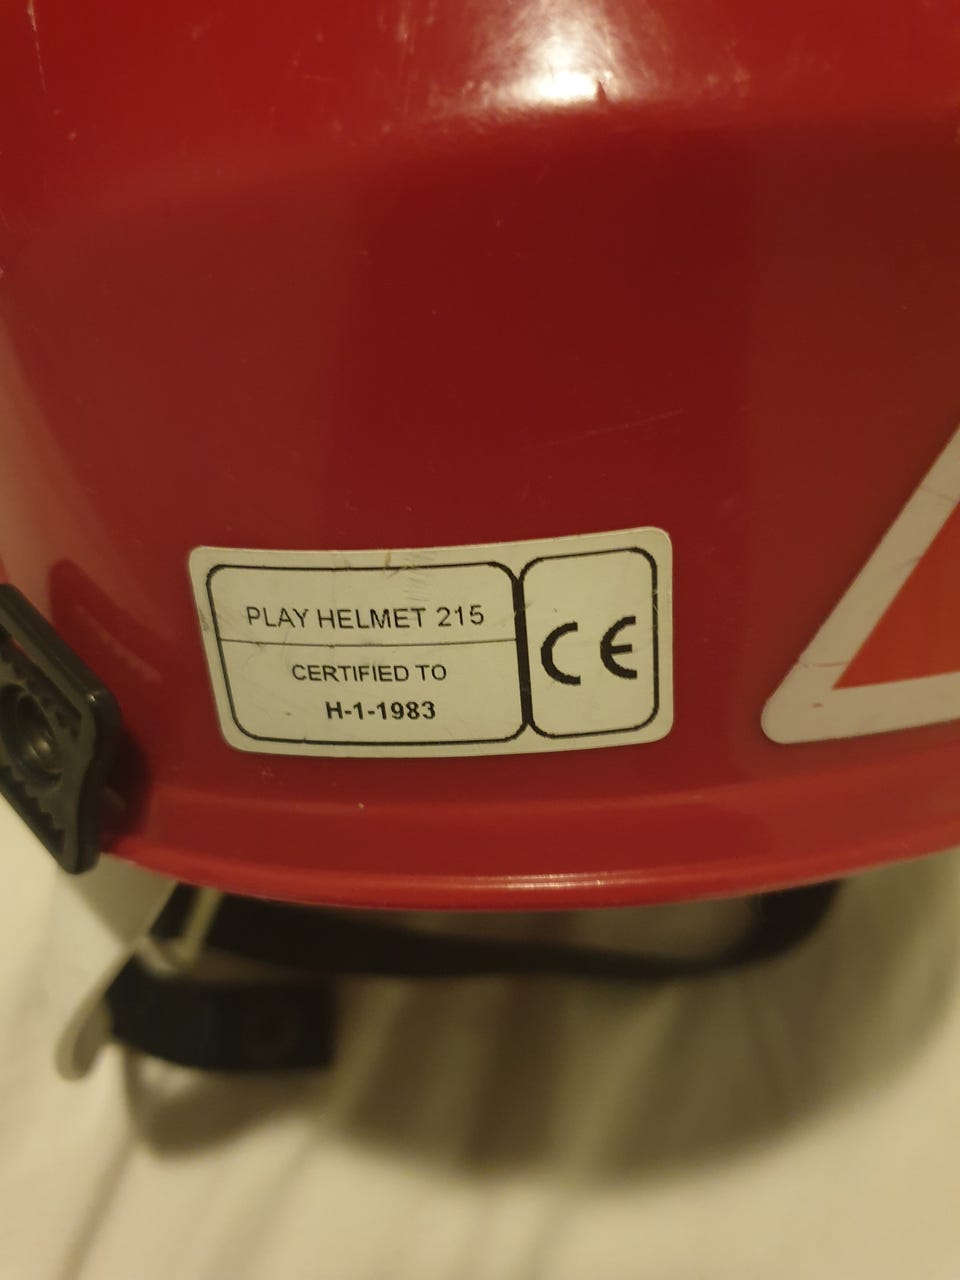 PLAY HELMET 215
CERTIFIED TO
H-1-1983
CE